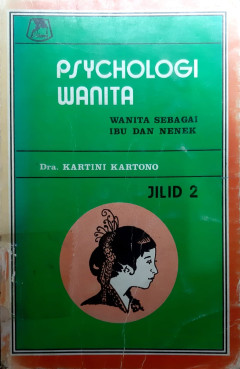 PSYCHOLOGI
WANITA
WANITA SEBAGAI
IBU DAN NENEK
Dra. KARTINI KARTONO
JILID 2